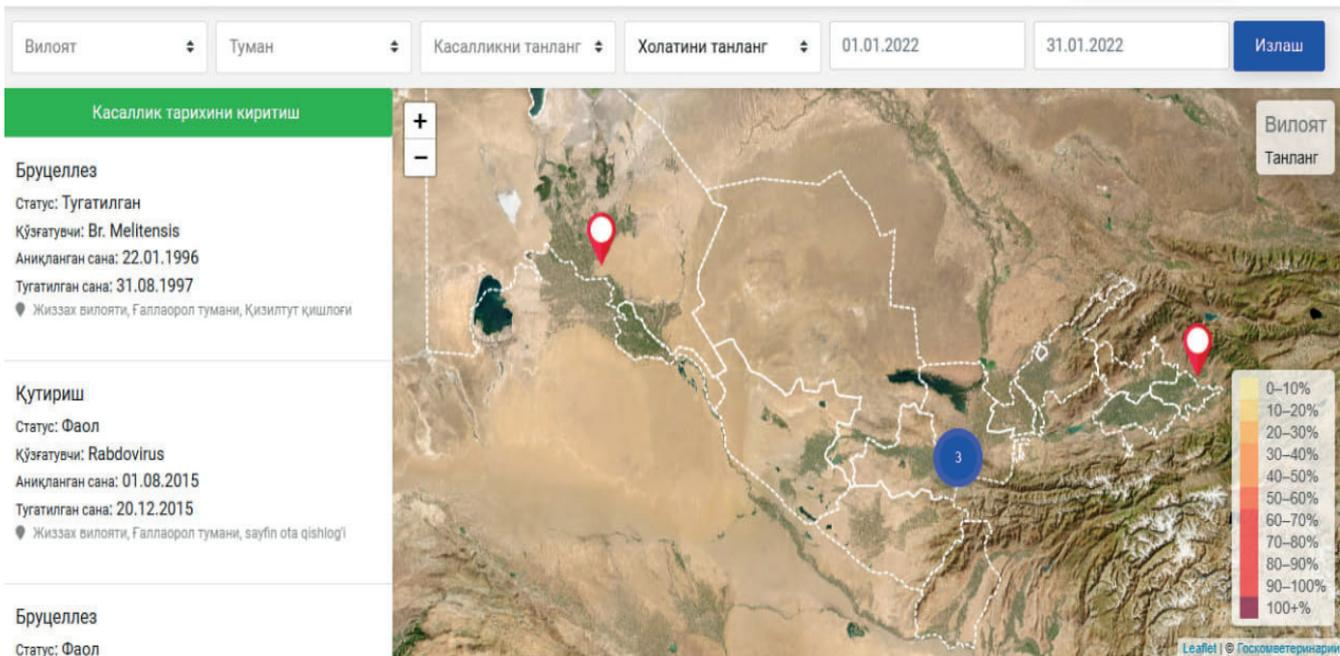 Вилоят
Туман
Касалликни танланг
Холатини танланг
01.01.2022
31.01.2022
Излаш
Касаллик тарихини киритиш
Бруцеллез
Статус: Тугатилган
Қўзғатувчи: Br. Melitensis
Аниқланган сана: 22.01.1996
Тугатилган сана: 31.08.1997
Жиззах вилояти, Ғаллаорол тумани, Қизилтут қишлоғи
Қутириш
Статус: Фаол
Қўзғатувчи: Rabdovirus
Аниқланган сана: 01.08.2015
Тугатилган сана: 20.12.2015
Жиззах вилояти, Ғаллаорол тумани, sayfin ota qishlog'i
Бруцеллез
Статус: Фаол
+
−
3
Вилоят
Танланг
0–10%
10–20%
20–30%
30–40%
40–50%
50–60%
60–70%
70–80%
80–90%
90–100%
100+%
Leaflet | © Госкомветеринарии